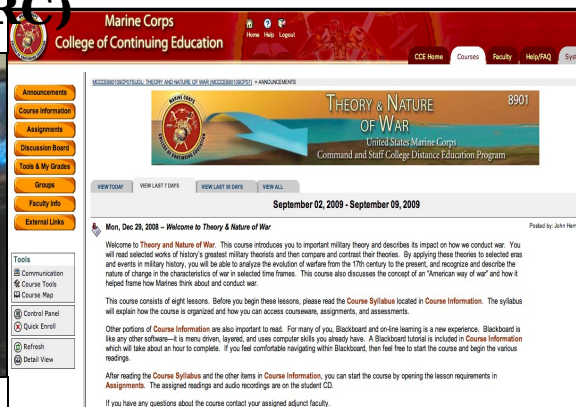 RC)
Marine Corps
College of Continuing Education
Home Help Logout
CCE Home Courses Faculty Help/FAQ Syst
MCCCE890109CP07SUCL: THEORY AND NATURE OF WAR (MCCCE890109CP07) > ANNOUNCEMENTS
Announcements
Course Information
Assignments
Discussion Board
Tools & My Grades
Groups
Faculty Info
External Links
Tools
Communication
Course Tools
Course Map
Control Panel
Quick Enroll
Refresh
Detail View
THEORY & NATURE
OF WAR
8901
United States Marine Corps
Command and Staff College Distance Education Program
VIEW TODAY VIEW LAST 7 DAYS VIEW LAST 30 DAYS VIEW ALL
September 02, 2009 - September 09, 2009
Mon, Dec 29, 2008 -- Welcome to Theory & Nature of War
Posted by: John Hem
Welcome to Theory and Nature of War. This course introduces you to important military theory and describes its impact on how we conduct war. You
will read selected works of history's greatest military theorists and then compare and contrast their theories. By applying these theories to selected eras
and events in military history, you will be able to analyze the evolution of warfare from the 17th century to the present, and recognize and describe the
nature of change in the characteristics of war in selected time frames. This course also discusses the concept of an "American way of war" and how it
helped frame how Marines think about and conduct war.
This course consists of eight lessons. Before you begin these lessons, please read the Course Syllabus located in Course Information. The syllabus
will explain how the course is organized and how you can access courseware, assignments, and assessments.
Other portions of Course Information are also important to read. For many of you, Blackboard and on-line learning is a new experience. Blackboard is
like any other software—it is menu driven, layered, and uses computer skills you already have. A Blackboard tutorial is included in Course Information
which will take about an hour to complete. If you feel comfortable navigating within Blackboard, then feel free to start the course and begin the various
readings.
After reading the Course Syllabus and the other items in Course Information, you can start the course by opening the lesson requirements in
Assignments. The assigned readings and audio recordings are on the student CD.
If you have any questions about the course contact your assigned adjunct faculty.